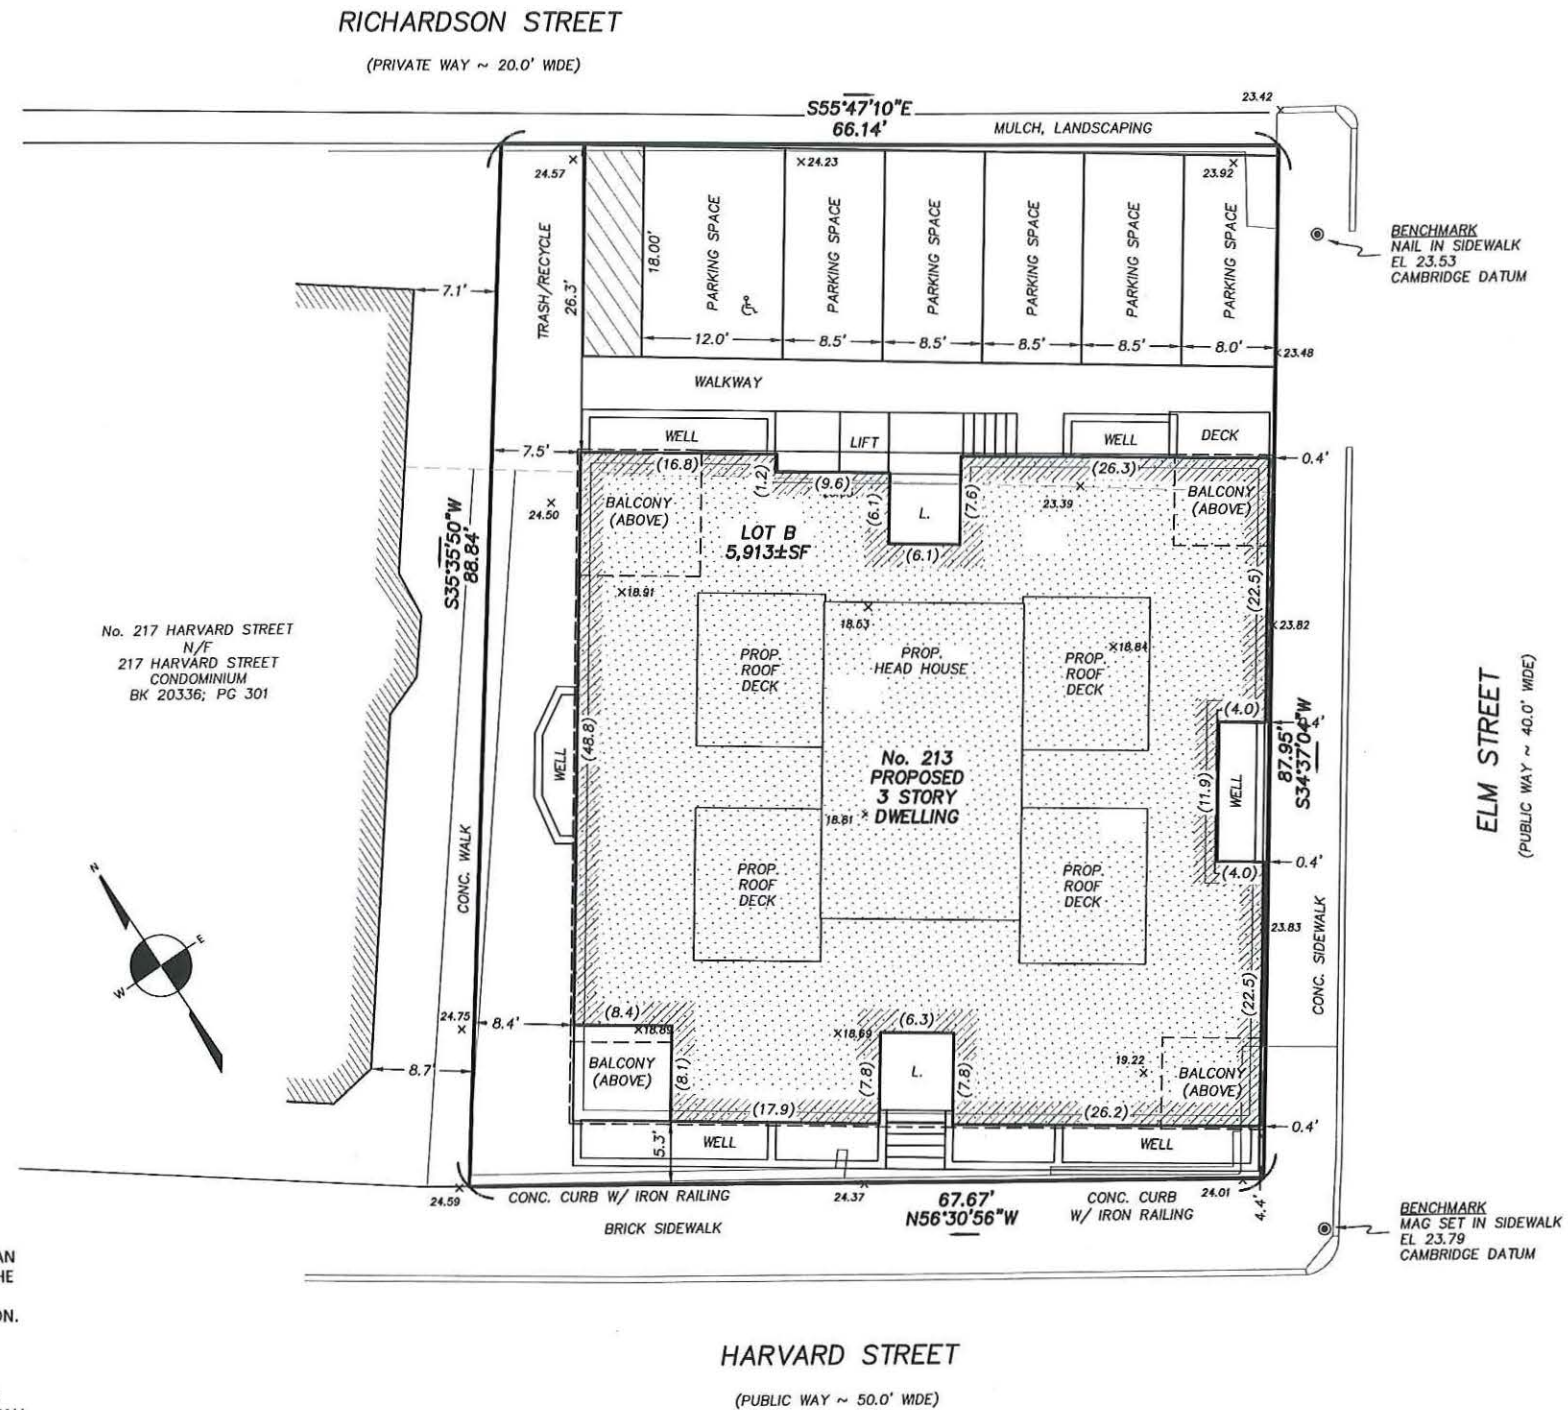 RICHARDSON STREET
(PRIVATE WAY ~ 20.0' WIDE)
S55°47'10"E
66.14'
MULCH, LANDSCAPING
23.42
24.57
24.23
23.92
TRASH/RECYCLE
26.3'
18.00'
PARKING SPACE
PARKING SPACE
PARKING SPACE
PARKING SPACE
PARKING SPACE
PARKING SPACE
BENCHMARK
NAIL IN SIDEWALK
EL 23.53
CAMBRIDGE DATUM
7.1'
12.0'
8.5'
8.5'
8.5'
8.5'
8.0'
23.48
WALKWAY
WELL
LIFT
WELL
DECK
7.5'
(16.8)
(1.2)
(9.6)
(6.1)
(7.6)
(26.3)
0.4'
BALCONY
(ABOVE)
24.50
L.
23.39
BALCONY
(ABOVE)
LOT B
5,913±SF
(6.1)
S35°35'50"W
88.84'
18.91
(22.5)
18.63
23.82
No. 217 HARVARD STREET
N/F
217 HARVARD STREET
CONDOMINIUM
BK 20336; PG 301
PROP.
ROOF
DECK
PROP.
HEAD HOUSE
PROP.
ROOF
DECK
18.84
(4.0)
0.4'
87.95'
S34°37'04"W
ELM STREET
(PUBLIC WAY ~ 40.0' WIDE)
WELL
(48.8)
No. 213
PROPOSED
3 STORY
DWELLING
18.81
(11.9)
WELL
(4.0)
0.4'
CONC. WALK
PROP.
ROOF
DECK
PROP.
ROOF
DECK
N
E
W
23.83
CONC. SIDEWALK
(22.5)
24.75
8.4'
(8.4)
18.89
18.69
(6.3)
8.7'
BALCONY
(ABOVE)
(8.1)
(7.8)
L.
(7.8)
19.22
BALCONY
(ABOVE)
(17.9)
(26.2)
0.4'
5.3'
WELL
WELL
24.59
CONC. CURB W/ IRON RAILING
24.37
67.67'
N56°30'56"W
CONC. CURB
W/ IRON RAILING
24.01
4.4'
BRICK SIDEWALK
BENCHMARK
MAG SET IN SIDEWALK
EL 23.79
CAMBRIDGE DATUM
AN
HE
ON.
HARVARD STREET
(PUBLIC WAY ~ 50.0' WIDE)